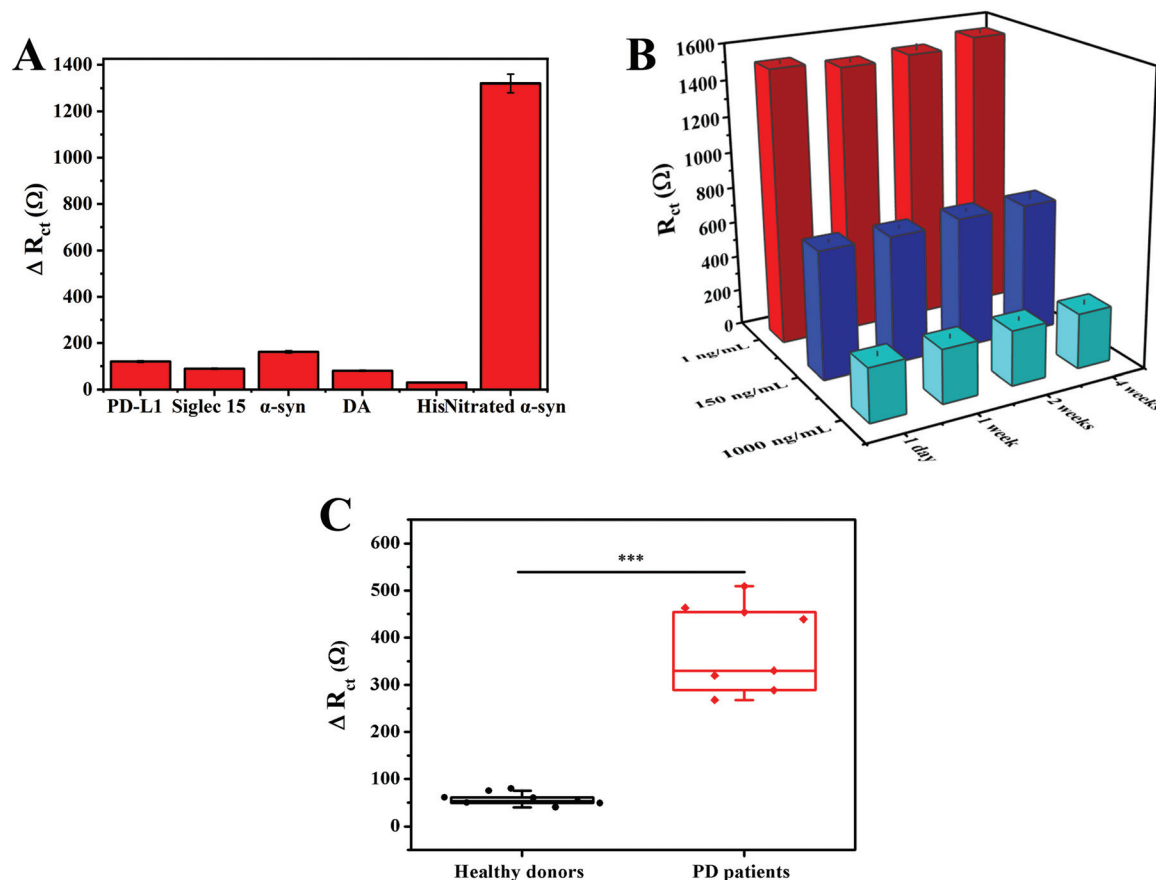 A
1400
1200
1000
800
600
400
200
0
Δ Rct (Ω)
PD-L1 Siglec 15 α-syn DA His Nitrated α-syn
B
1600
1400
1200
1000
800
600
400
200
0
Rct (Ω)
1 ng/mL
150 ng/mL
1000 ng/mL
1 day
1 week
2 weeks
4 weeks
C
600
500
400
300
200
100
0
Δ Rct (Ω)
***
Healthy donors PD patients